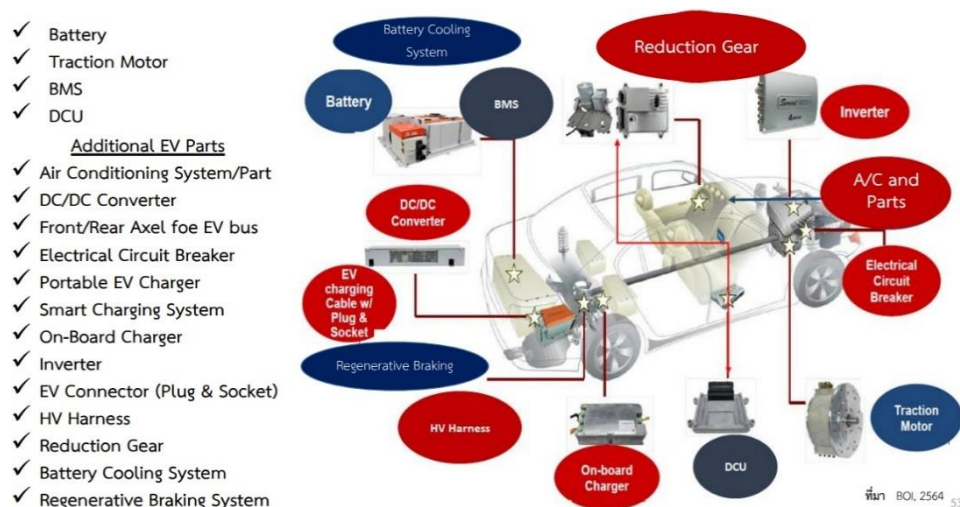 ✓ Battery
✓ Traction Motor
✓ BMS
✓ DCU
Additional EV Parts
✓ Air Conditioning System/Part
✓ DC/DC Converter
✓ Front/Rear Axel foe EV bus
✓ Electrical Circuit Breaker
✓ Portable EV Charger
✓ Smart Charging System
✓ On-Board Charger
✓ Inverter
✓ EV Connector (Plug & Socket)
✓ HV Harness
✓ Reduction Gear
✓ Battery Cooling System
✓ Regenerative Braking System
Battery Cooling
System
Reduction Gear
Battery
BMS
Inverter
DC/DC
Converter
A/C and
Parts
EV
charging
Cable w/
Plug &
Socket
Electrical
Circuit
Breaker
Regenerative Braking
HV Harness
On-board
Charger
DCU
Traction
Motor
ที่มา BOI, 2564
53